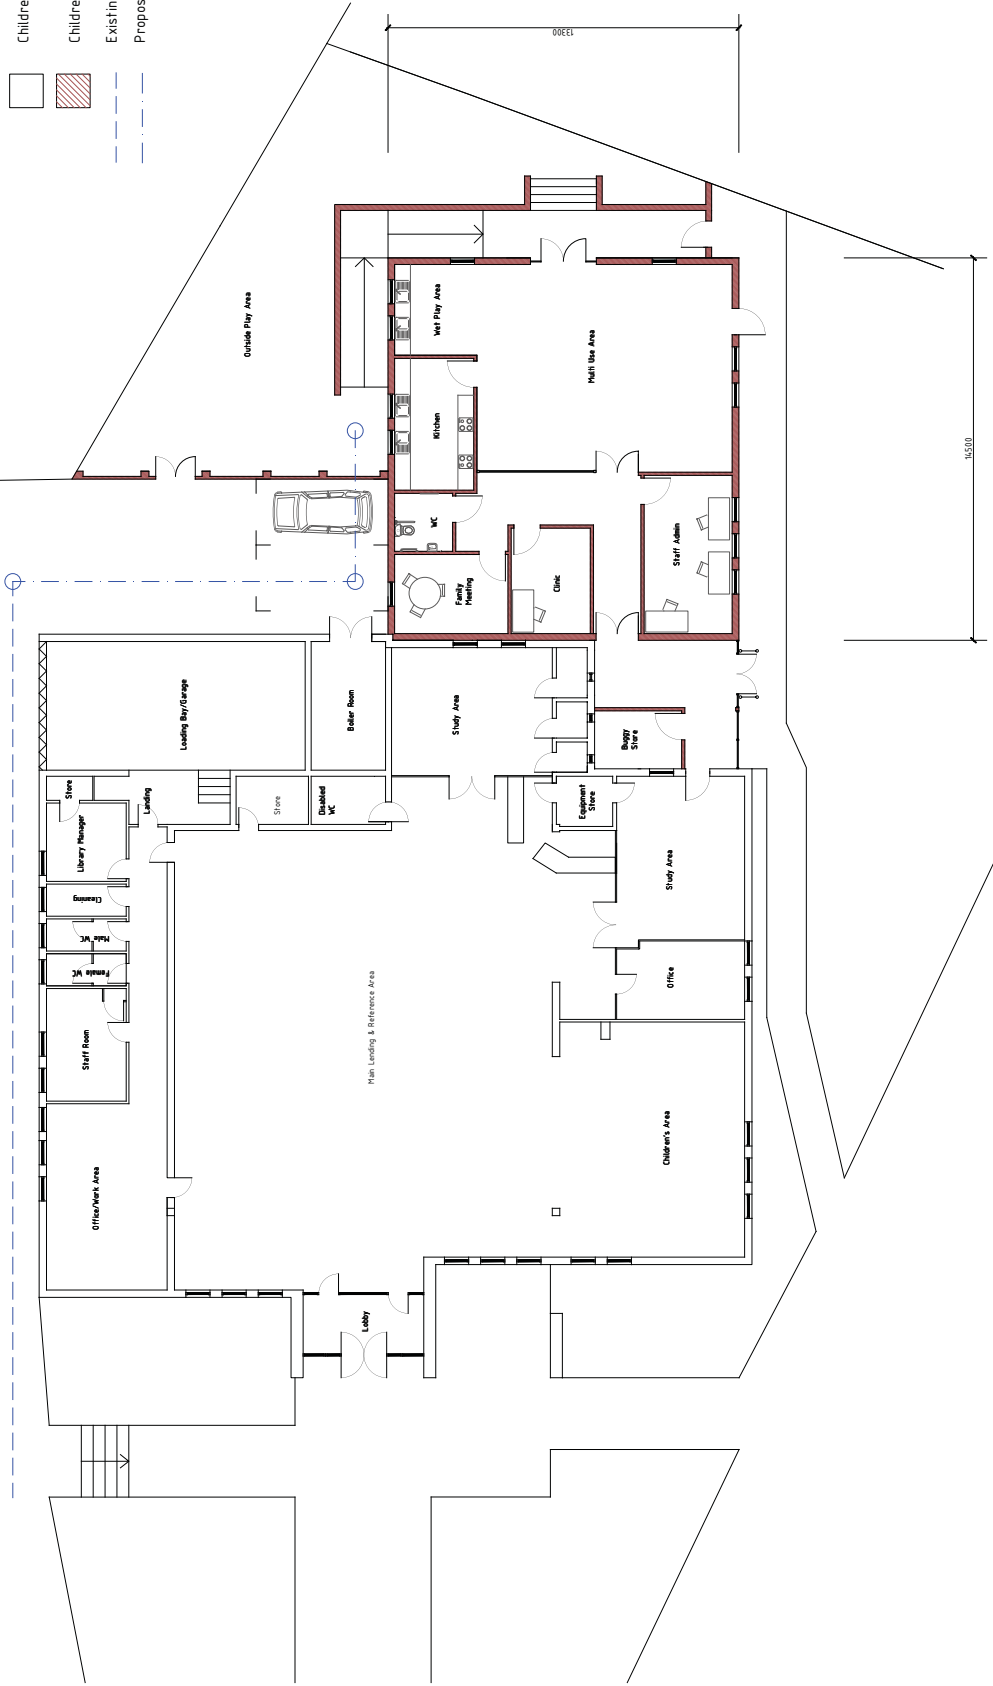 Childre
Childre
Existin
Propos
13300
Outside Play Area
Wet Play Area
Multi Use Area
Kitchen
14500
WC
Staff Admin
Family
Meeting
Clinic
Loading Bay/Garage
Boiler Room
Study Area
Buggy
Store
Store
Landing
Store
Disabled
WC
Equipment
Store
Library Manager
Study Area
Cleaning
Male WC
Female WC
Office
Staff Room
Main Lending & Reference Area
Children's Area
Office/Work Area
Lobby